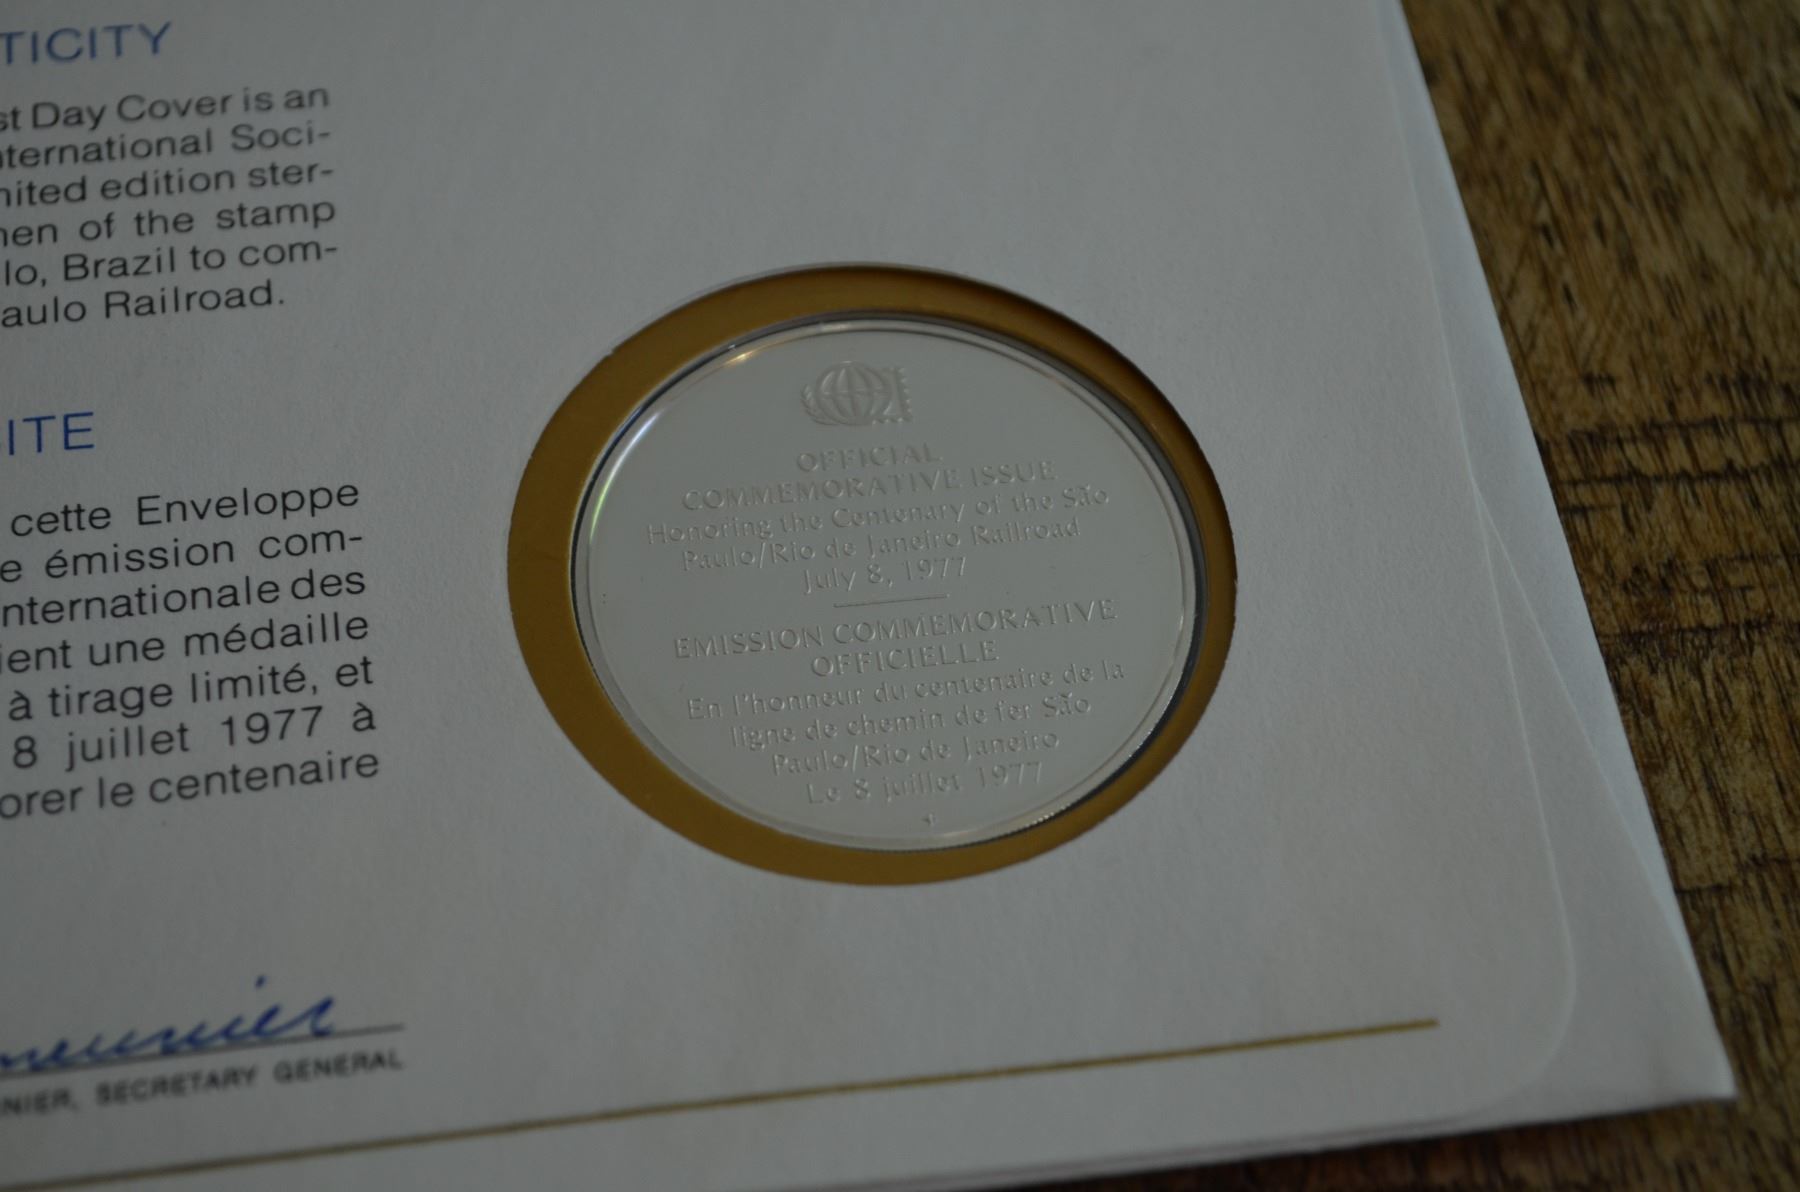 TICITY
st Day Cover is an
nternational Soci-
mited edition ster-
men of the stamp
lo, Brazil to com-
aulo Railroad.
SITE
cette Enveloppe
e émission com-
nternationale des
ient une médaille
à tirage limité, et
8 juillet 1977 à
orer le centenaire
meunier
NIER, SECRETARY GENERAL
OFFICIAL
COMMEMORATIVE ISSUE
Honoring the Centenary of the São
Paulo/Rio de Janeiro Railroad
July 8, 1977
EMISSION COMMEMORATIVE
OFFICIELLE
En l'honneur du centenaire de la
ligne de chemin de fer São
Paulo/Rio de Janeiro
Le 8 juillet 1977